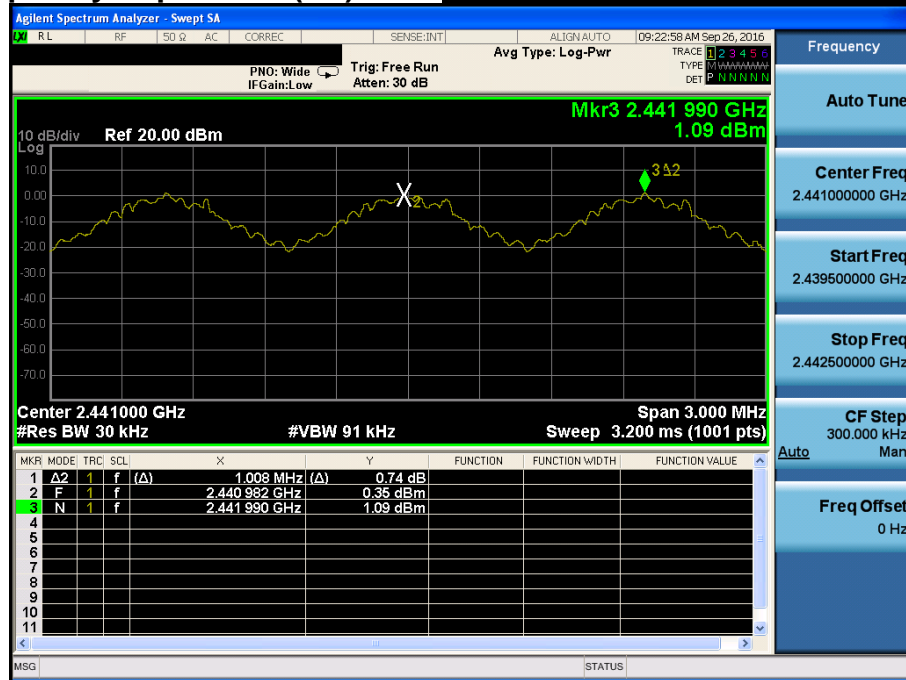 Agilent Spectrum Analyzer - Swept SA
LXI RL RF 50 Ω AC CORREC SENSE:INT ALIGN AUTO 09:22:58 AM Sep 26, 2016
Avg Type: Log-Pwr TRACE 1 2 3 4 5 6
PNO: Wide Trig: Free Run TYPE M WWWWW
IFGain:Low Atten: 30 dB DET P N N N N N
Mkr3 2.441 990 GHz
1.09 dBm
10 dB/div Ref 20.00 dBm
Log
10.0
0.00
-10.0
-20.0
-30.0
-40.0
-50.0
-60.0
-70.0
X2
3Δ2
Center 2.441000 GHz Span 3.000 MHz
#Res BW 30 kHz #VBW 91 kHz Sweep 3.200 ms (1001 pts)
MKR MODE TRC SCL X Y FUNCTION FUNCTION WIDTH FUNCTION VALUE
1 Δ2 1 f (Δ) 1.008 MHz (Δ) 0.74 dB
2 F 1 f 2.440 982 GHz 0.35 dBm
3 N 1 f 2.441 990 GHz 1.09 dBm
4
5
6
7
8
9
10
11
MSG STATUS
Frequency
Auto Tune
Center Freq
2.441000000 GHz
Start Freq
2.439500000 GHz
Stop Freq
2.442500000 GHz
CF Step
300.000 kHz
Auto Man
Freq Offset
0 Hz